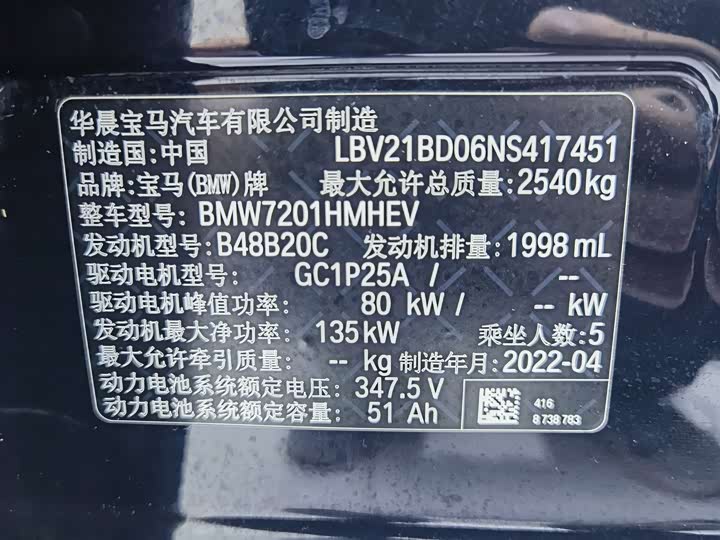 华晨宝马汽车有限公司制造
制造国:中国 LBV21BD06NS417451
品牌:宝马(BMW)牌 最大允许总质量:2540kg
整车型号:BMW7201HMHEV
发动机型号:B48B20C 发动机排量:1998 mL
驱动电机型号: GC1P25A / --
驱动电机峰值功率: 80 kW / -- kW
发动机最大净功率:135kW 乘坐人数:5
最大允许牵引质量: -- kg 制造年月:2022-04
动力电池系统额定电压:347.5 V
动力电池系统额定容量: 51 Ah
416
8 738 783